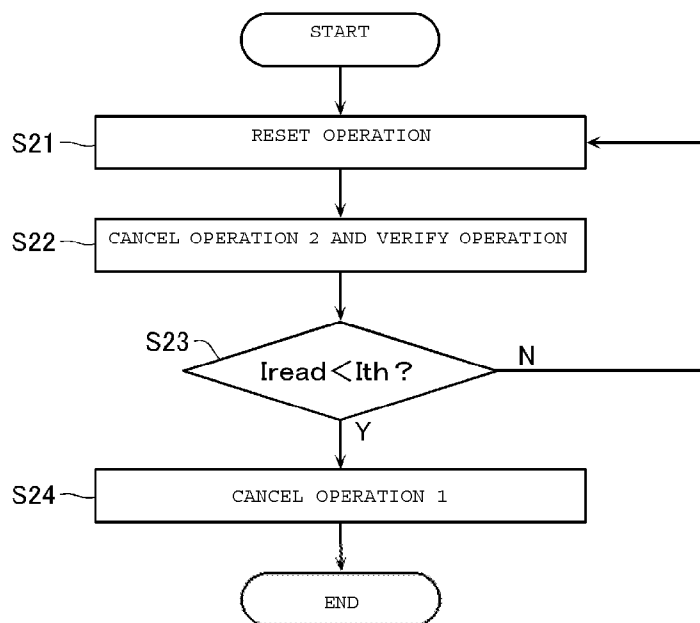 START
S21
RESET OPERATION
S22
CANCEL OPERATION 2 AND VERIFY OPERATION
S23
Iread<Ith?
N
Y
S24
CANCEL OPERATION 1
END